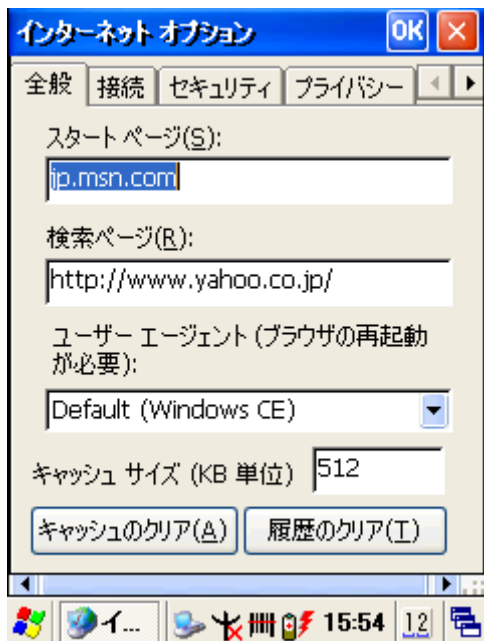 インターネット オプション OK
全般 接続 セキュリティ プライバシー
スタート ページ(S):
jp.msn.com
検索ページ(R):
http://www.yahoo.co.jp/
ユーザー エージェント (ブラウザの再起動
が必要):
Default (Windows CE)
キャッシュ サイズ (KB 単位) 512
キャッシュのクリア(A) 履歴のクリア(T)
イ... 15:54 12